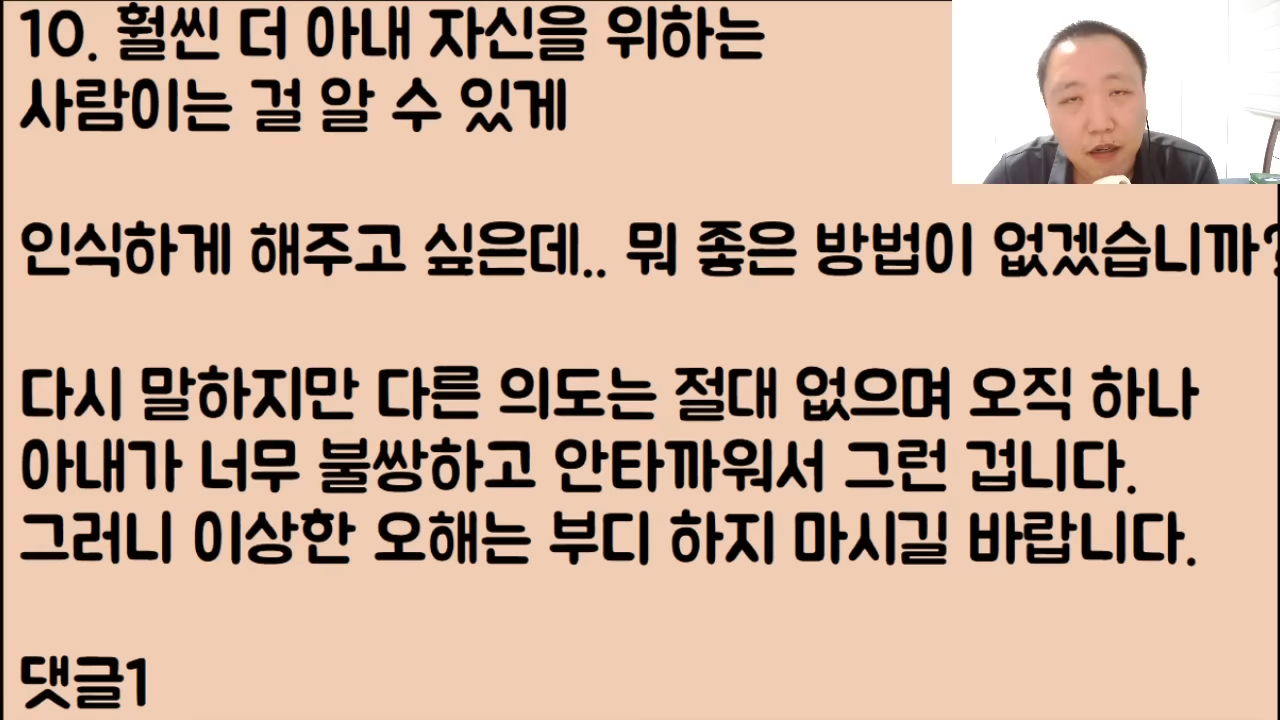 10. 훨씬 더 아내 자신을 위하는
사람이는 걸 알 수 있게
인식하게 해주고 싶은데.. 뭐 좋은 방법이 없겠습니까?
다시 말하지만 다른 의도는 절대 없으며 오직 하나
아내가 너무 불쌍하고 안타까워서 그런 겁니다.
그러니 이상한 오해는 부디 하지 마시길 바랍니다.
댓글1